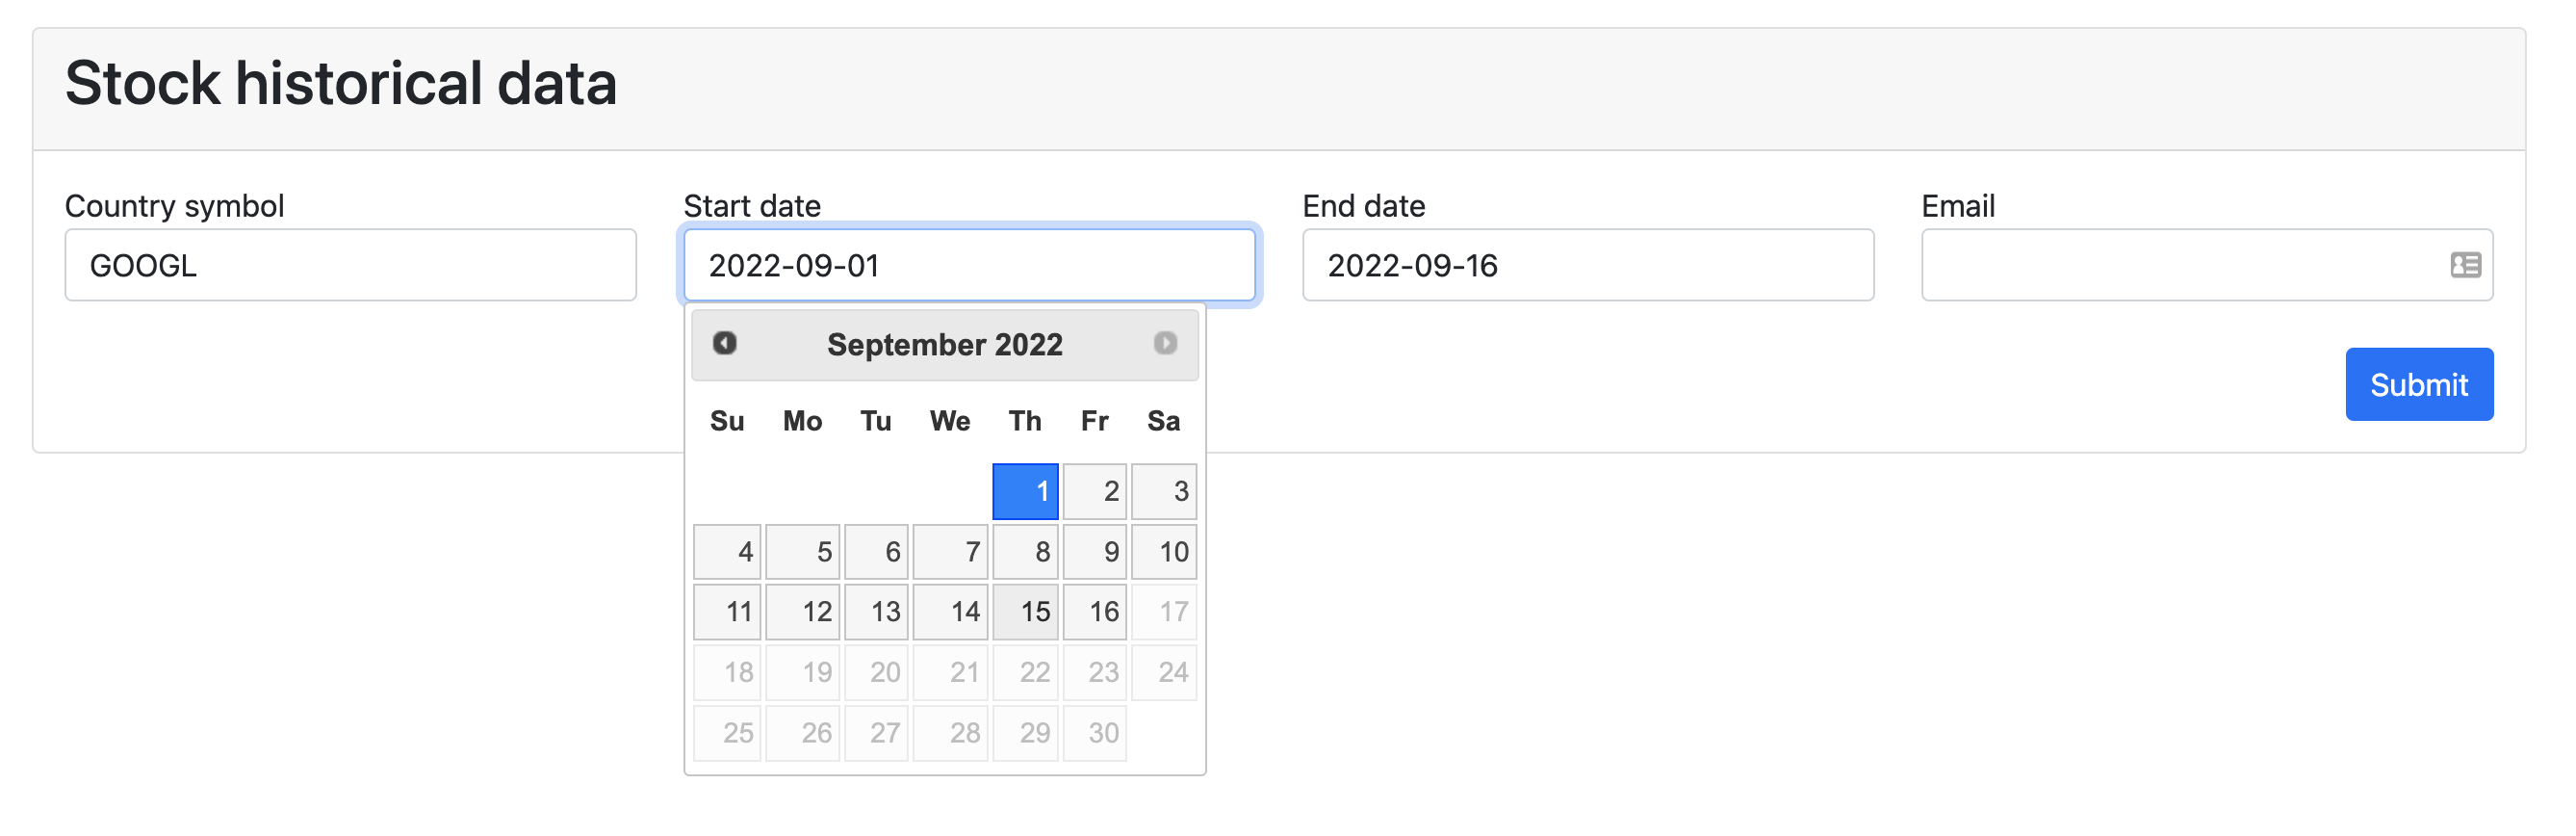 Stock historical data
Country symbol
GOOGL
Start date
2022-09-01
End date
2022-09-16
Email
September 2022
Su Mo Tu We Th Fr Sa
1 2 3
4 5 6 7 8 9 10
11 12 13 14 15 16 17
18 19 20 21 22 23 24
25 26 27 28 29 30
Submit